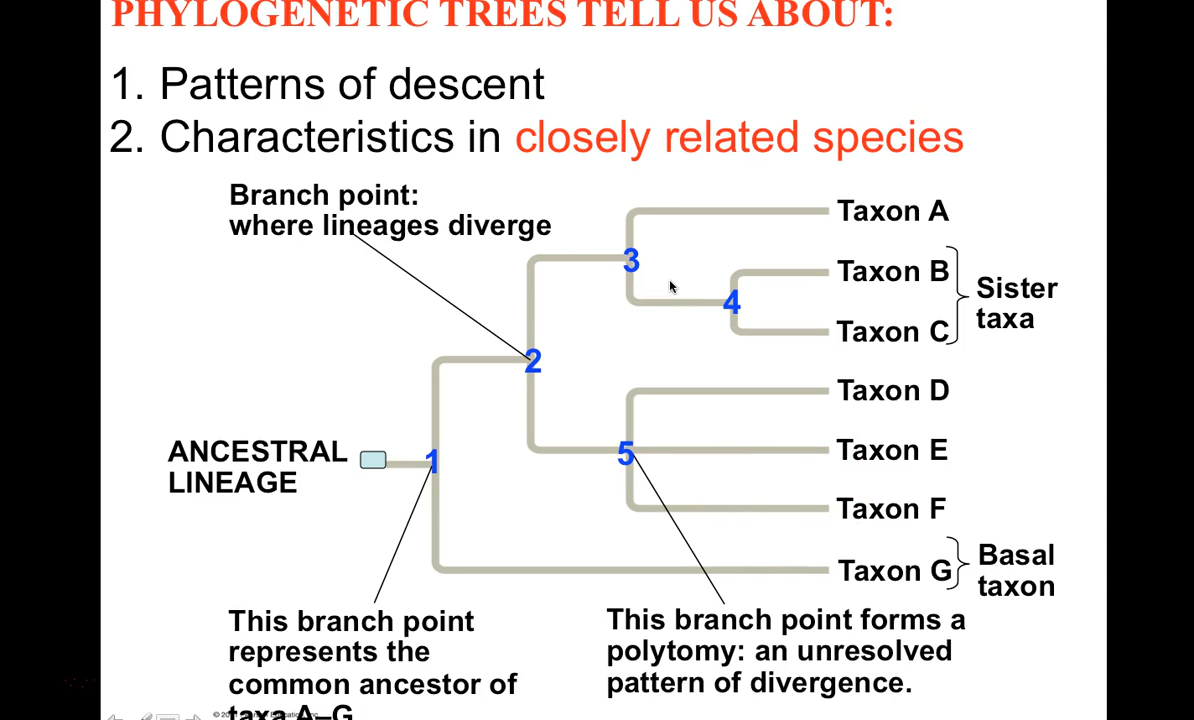 PHYLOGENETIC TREES TELL US ABOUT:
1. Patterns of descent
2. Characteristics in closely related species
Branch point:
where lineages diverge
Taxon A
3
Taxon B
4
Sister
taxa
Taxon C
2
Taxon D
ANCESTRAL
LINEAGE
1
5
Taxon E
Taxon F
Taxon G
Basal
taxon
This branch point
represents the
common ancestor of
taxa A–G
This branch point forms a
polytomy: an unresolved
pattern of divergence.